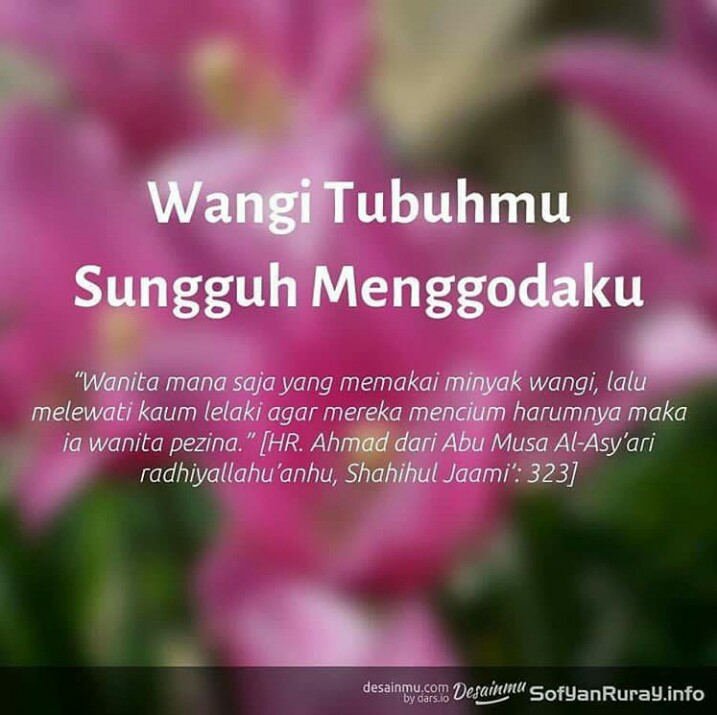 Wangi Tubuhmu
Sungguh Menggodaku
“Wanita mana saja yang memakai minyak wangi, lalu
melewati kaum lelaki agar mereka mencium harumnya maka
ia wanita pezina.” [HR. Ahmad dari Abu Musa Al-Asy’ari
radhiyallahu’anhu, Shahihul Jaami’: 323]
desainmu.com
by dars.io
Desainmu
SofyanRuray.info